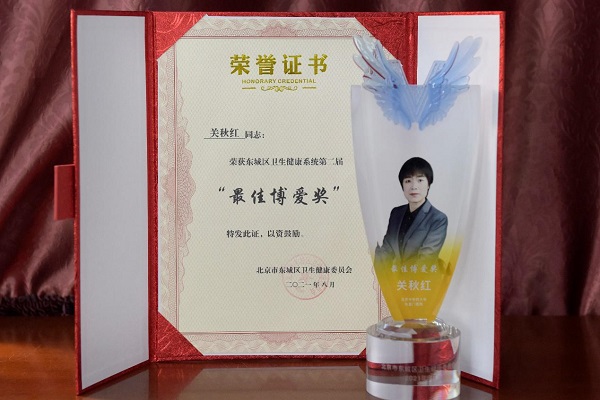 荣誉证书
HONORARY CREDENTIAL
关秋红 同志：
荣获东城区卫生健康系统第二届
“最佳博爱奖”
特发此证，以资鼓励。
北京市东城区卫生健康委员会
二〇二一年八月
最佳博爱奖
关秋红